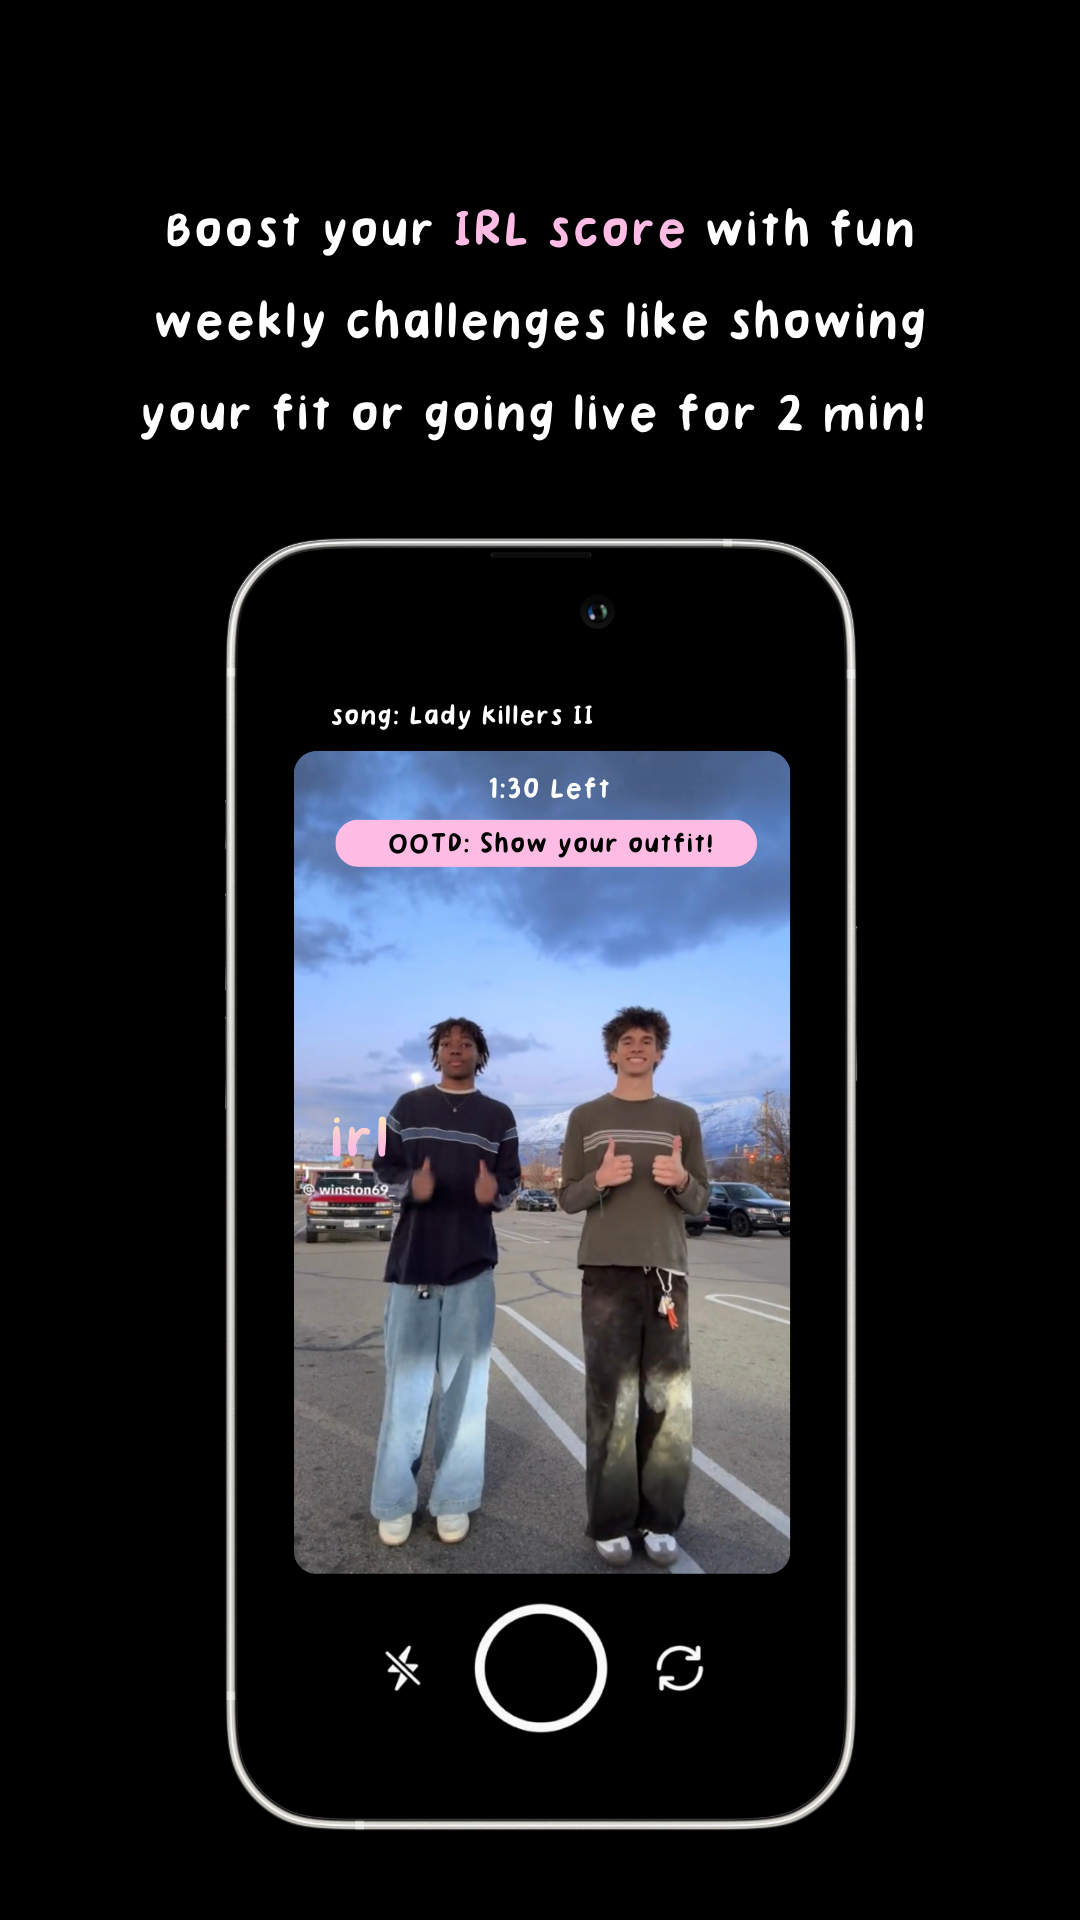 Boost your IRL score with fun
weekly challenges like showing
your fit or going live for 2 min!
song: Lady Killers II
1:30 Left
OOTD: Show your outfit!
irl
@ winston69